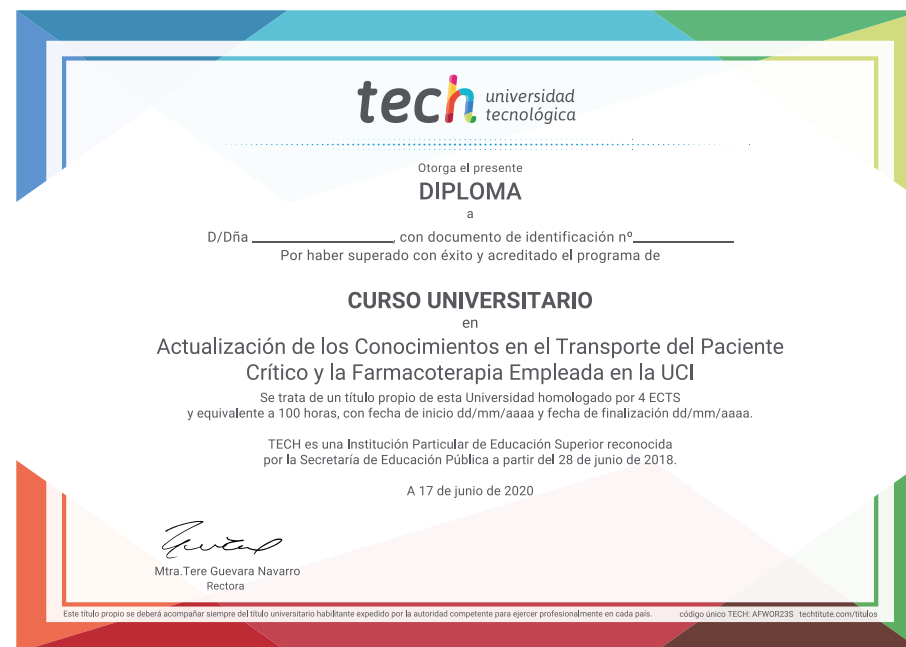 tech universidad
tecnológica
Otorga el presente
DIPLOMA
a
D/Dña ____________________, con documento de identificación nº______________
Por haber superado con éxito y acreditado el programa de
CURSO UNIVERSITARIO
en
Actualización de los Conocimientos en el Transporte del Paciente
Crítico y la Farmacoterapia Empleada en la UCI
Se trata de un título propio de esta Universidad homologado por 4 ECTS
y equivalente a 100 horas, con fecha de inicio dd/mm/aaaa y fecha de finalización dd/mm/aaaa.
TECH es una Institución Particular de Educación Superior reconocida
por la Secretaría de Educación Pública a partir del 28 de junio de 2018.
A 17 de junio de 2020
Mtra.Tere Guevara Navarro
Rectora
Este título propio se deberá acompañar siempre del título universitario habilitante expedido por la autoridad competente para ejercer profesionalmente en cada país. código único TECH: AFWOR23S techtitute.com/titulos